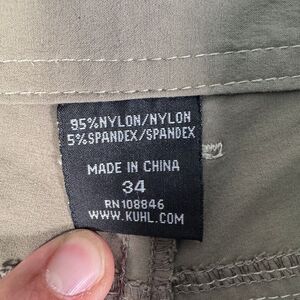 95%NYLON/NYLON
5%SPANDEX/SPANDEX
MADE IN CHINA
34
RN108846
WWW.KUHL.COM